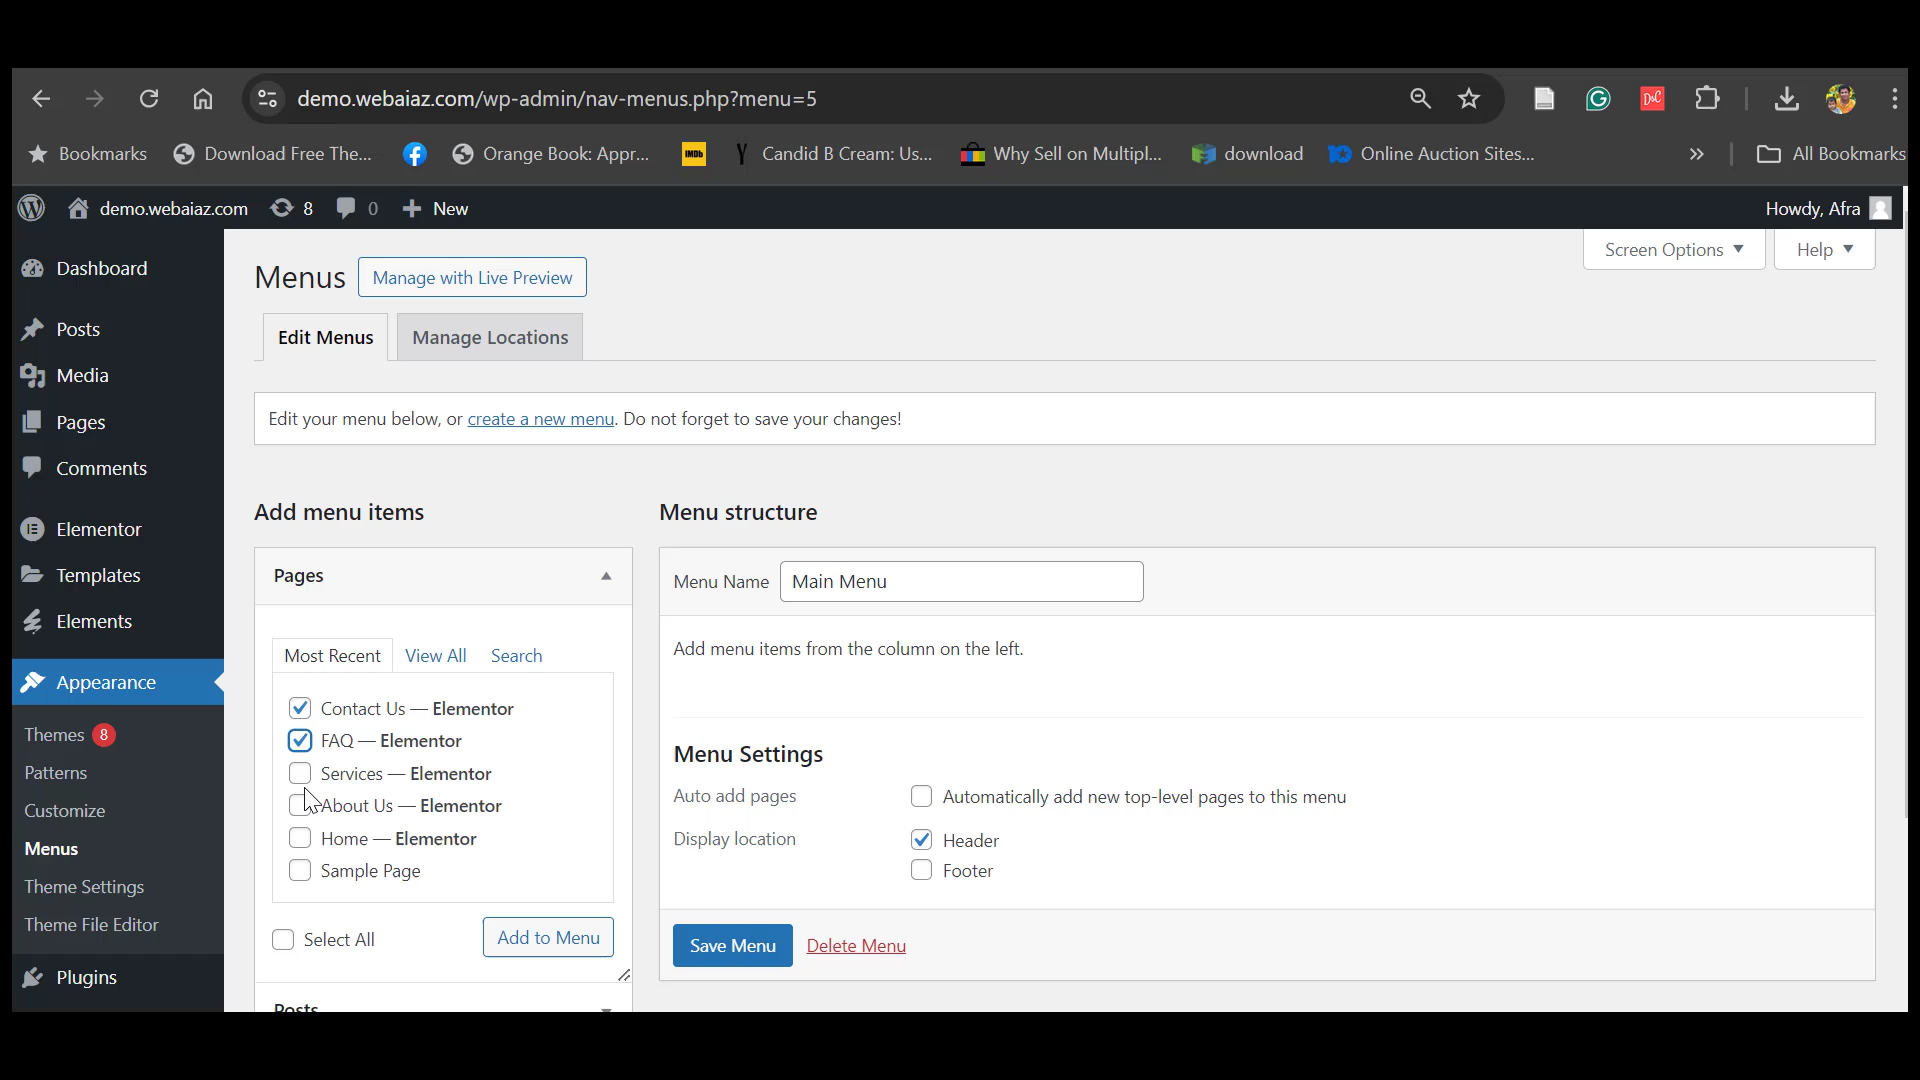 demo.webaiaz.com/wp-admin/nav-menus.php?menu=5
D&C
Bookmarks
Download Free The...
Orange Book: Appr...
IMDb
Candid B Cream: Us...
Why Sell on Multipl...
download
Online Auction Sites...
All Bookmarks
demo.webaiaz.com
8
0
New
Howdy, Afra
Screen Options
Help
Dashboard
Posts
Media
Pages
Comments
Elementor
Templates
Elements
Appearance
Themes 8
Patterns
Customize
Menus
Theme Settings
Theme File Editor
Plugins
Menus
Manage with Live Preview
Edit Menus
Manage Locations
Edit your menu below, or create a new menu. Do not forget to save your changes!
Add menu items
Pages
Most Recent
View All
Search
Contact Us — Elementor
FAQ — Elementor
Services — Elementor
About Us — Elementor
Home — Elementor
Sample Page
Select All
Add to Menu
Posts
Menu structure
Menu Name
Main Menu
Add menu items from the column on the left.
Menu Settings
Auto add pages
Automatically add new top-level pages to this menu
Display location
Header
Footer
Save Menu
Delete Menu